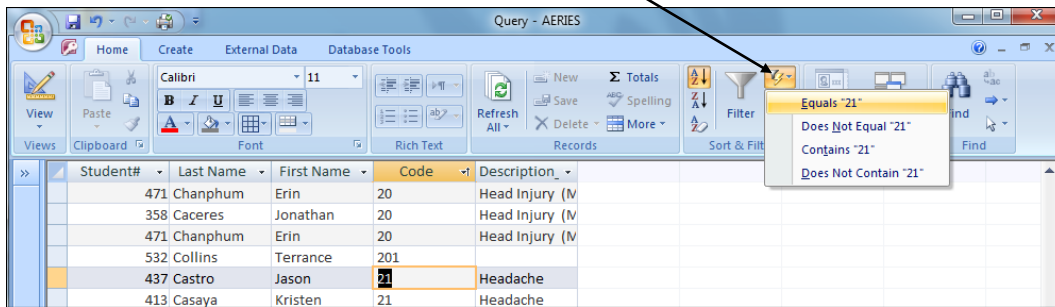 Query - AERIES
Home Create External Data Database Tools
View
Views
Paste
Clipboard
Calibri 11
B I U
A
Font
ab
Rich Text
Refresh All
New
Save
Delete
Σ Totals
Spelling
More
Records
A Z
Z A
Filter
Sort & Filt
Equals "21"
Does Not Equal "21"
Contains "21"
Does Not Contain "21"
ind
Find
Student# Last Name First Name Code Description_
471 Chanphum Erin 20 Head Injury (M
358 Caceres Jonathan 20 Head Injury (M
471 Chanphum Erin 20 Head Injury (M
532 Collins Terrance 201
437 Castro Jason 21 Headache
413 Casaya Kristen 21 Headache